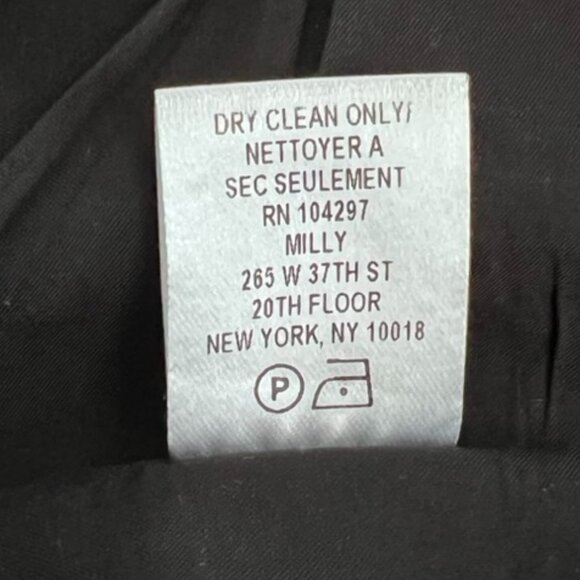 DRY CLEAN ONLY/
NETTOYER A
SEC SEULEMENT
RN 104297
MILLY
265 W 37TH ST
20TH FLOOR
NEW YORK, NY 10018
P